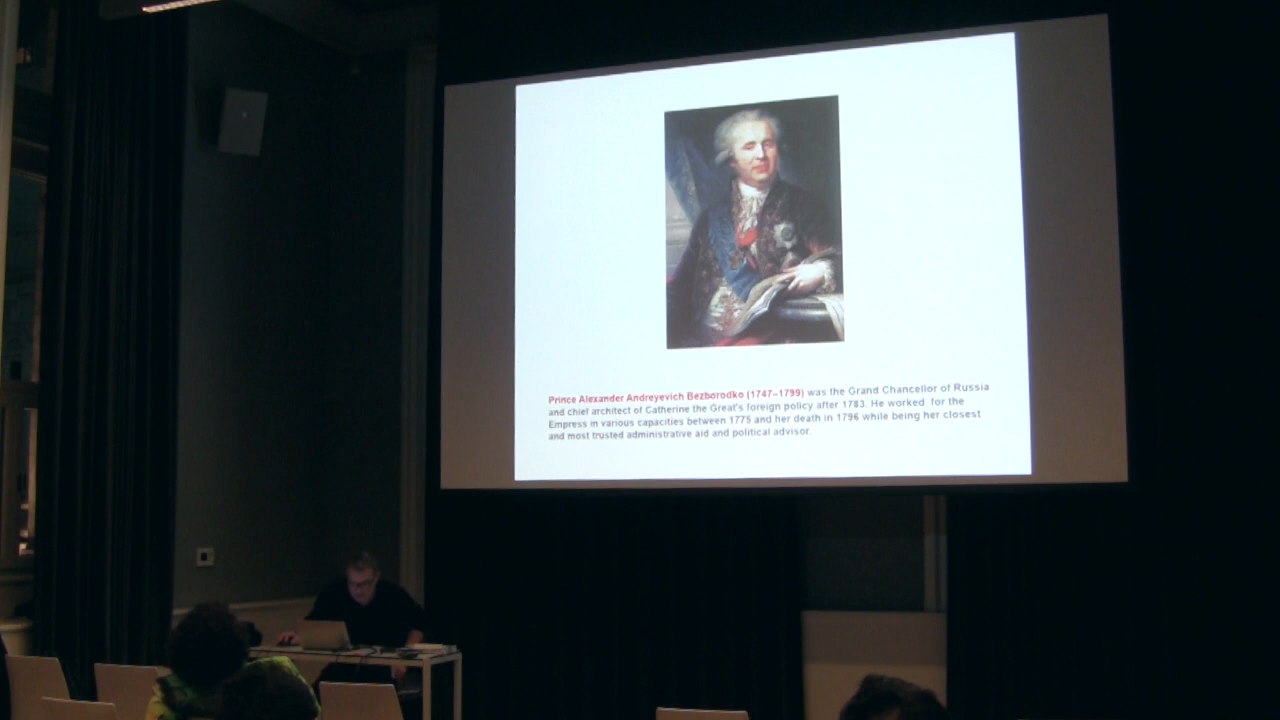 Prince Alexander Andreyevich Bezborodko (1747–1799) was the Grand Chancellor of Russia
and chief architect of Catherine the Great's foreign policy after 1783. He worked for the
Empress in various capacities between 1775 and her death in 1796 while being her closest
and most trusted administrative aid and political advisor.